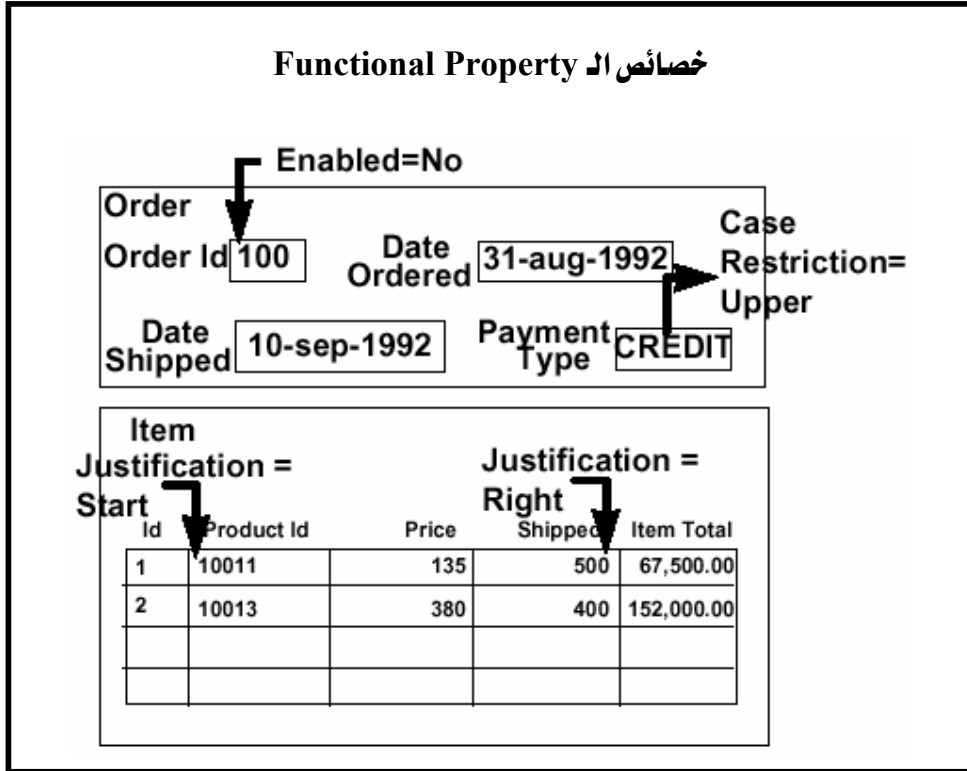 خصائص الـ Functional Property
Enabled=No
Order
Order Id 100
Date Ordered 31-aug-1992
Case
Restriction=
Upper
Date Shipped 10-sep-1992
Payment Type CREDIT
Item
Justification =
Start
Justification =
Right
Id Product Id Price Shipped Item Total
1 10011 135 500 67,500.00
2 10013 380 400 152,000.00